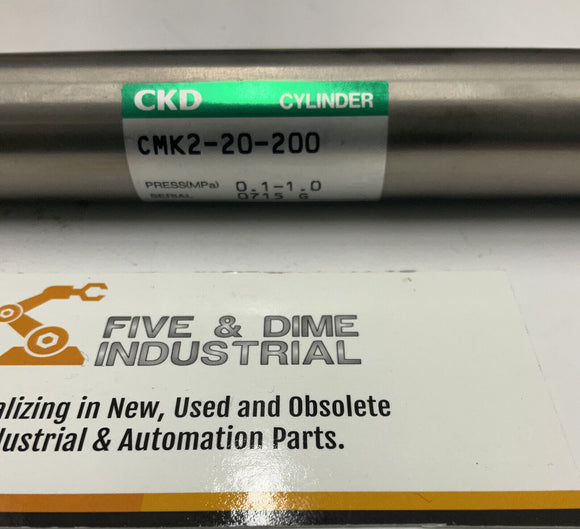 CKD CYLINDER
CMK2-20-200
PRESS(MPa) 0.1-1.0
SERIAL 0715 G
FIVE & DIME
INDUSTRIAL
alizing in New, Used and Obsolete
dustrial & Automation Parts.